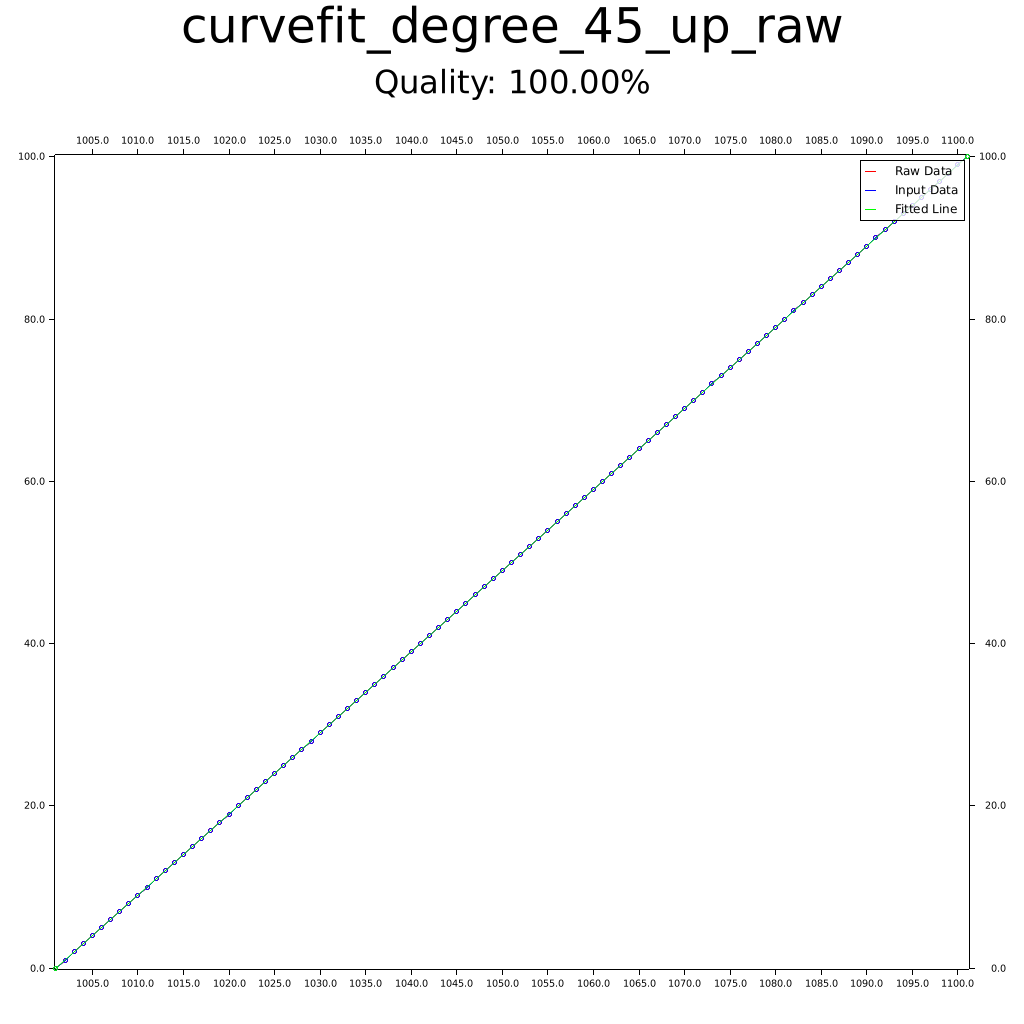 curvefit_degree_45_up_raw
Quality: 100.00%
1005.0 1010.0 1015.0 1020.0 1025.0 1030.0 1035.0 1040.0 1045.0 1050.0 1055.0 1060.0 1065.0 1070.0 1075.0 1080.0 1085.0 1090.0 1095.0 1100.0
100.0 100.0
Raw Data
Input Data
Fitted Line
80.0 80.0
60.0 60.0
40.0 40.0
20.0 20.0
0.0 0.0
1005.0 1010.0 1015.0 1020.0 1025.0 1030.0 1035.0 1040.0 1045.0 1050.0 1055.0 1060.0 1065.0 1070.0 1075.0 1080.0 1085.0 1090.0 1095.0 1100.0